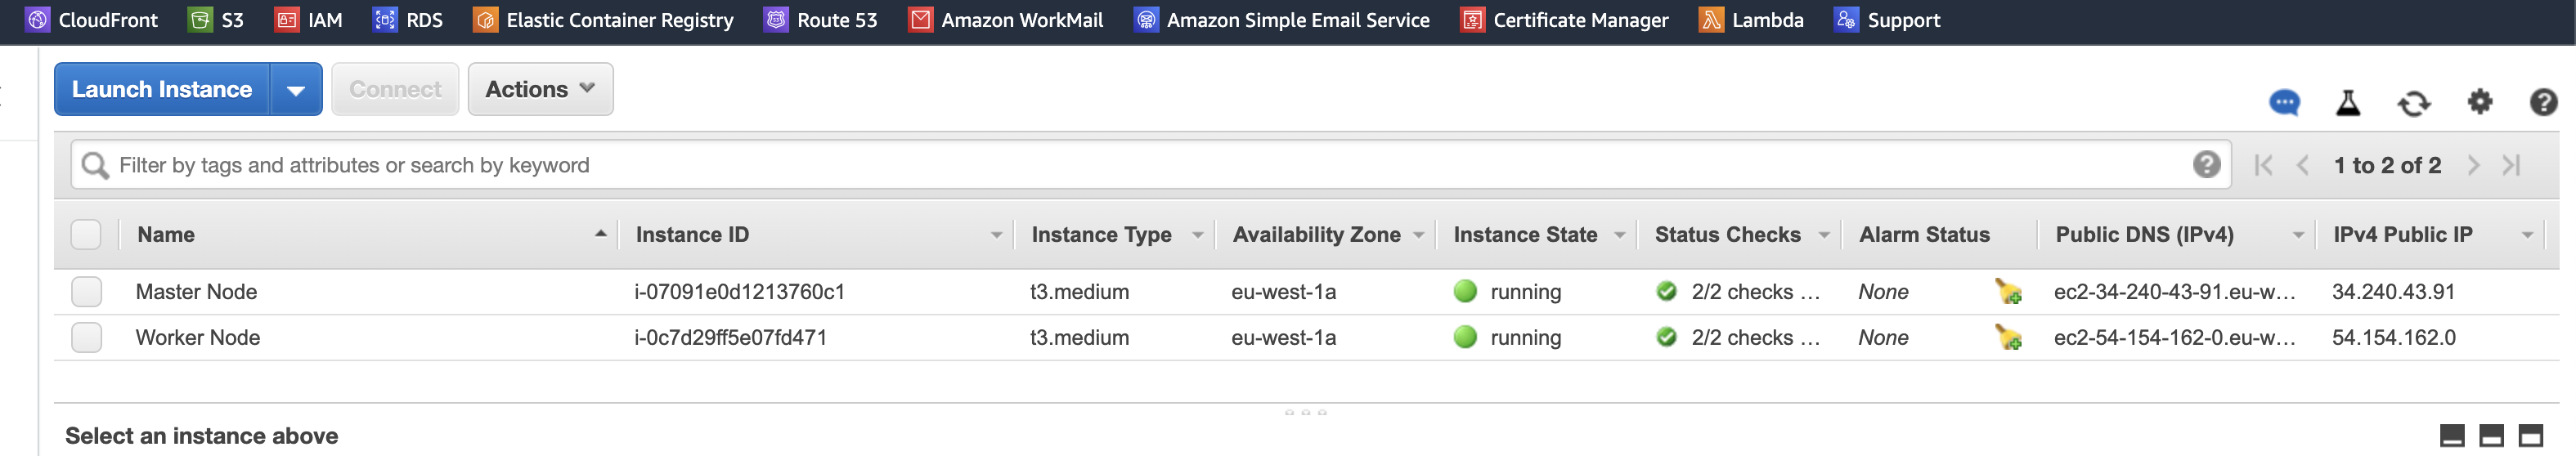 CloudFront S3 IAM RDS Elastic Container Registry Route 53 Amazon WorkMail Amazon Simple Email Service Certificate Manager Lambda Support
Launch Instance Connect Actions
Filter by tags and attributes or search by keyword 1 to 2 of 2
Name Instance ID Instance Type Availability Zone Instance State Status Checks Alarm Status Public DNS (IPv4) IPv4 Public IP
Master Node i-07091e0d1213760c1 t3.medium eu-west-1a running 2/2 checks ... None ec2-34-240-43-91.eu-w... 34.240.43.91
Worker Node i-0c7d29ff5e07fd471 t3.medium eu-west-1a running 2/2 checks ... None ec2-54-154-162-0.eu-w... 54.154.162.0
Select an instance above